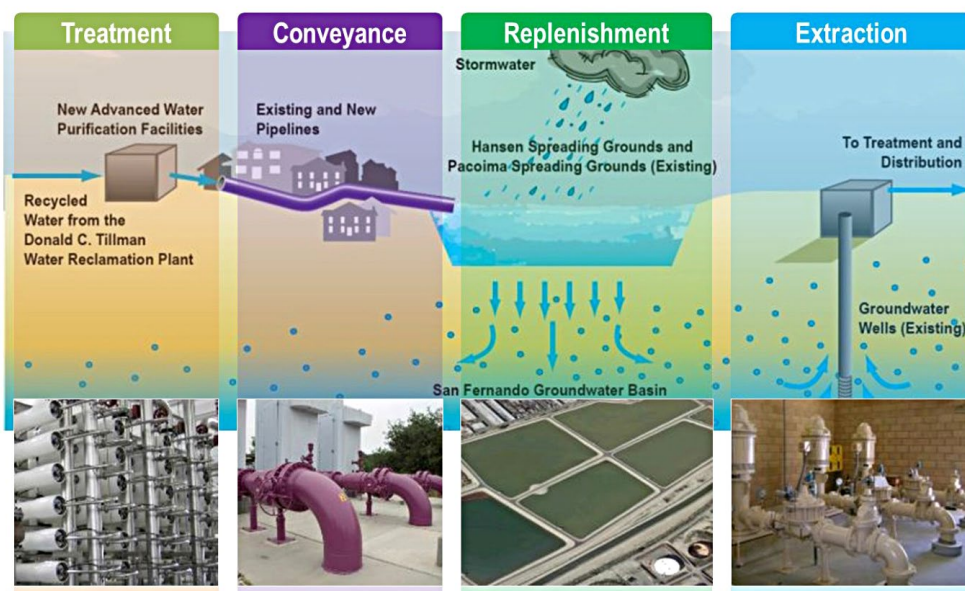 Treatment
New Advanced Water
Purification Facilities
Recycled
Water from the
Donald C. Tillman
Water Reclamation Plant
Conveyance
Existing and New
Pipelines
Replenishment
Stormwater
Hansen Spreading Grounds and
Pacoima Spreading Grounds (Existing)
San Fernando Groundwater Basin
Extraction
To Treatment and
Distribution
Groundwater
Wells (Existing)